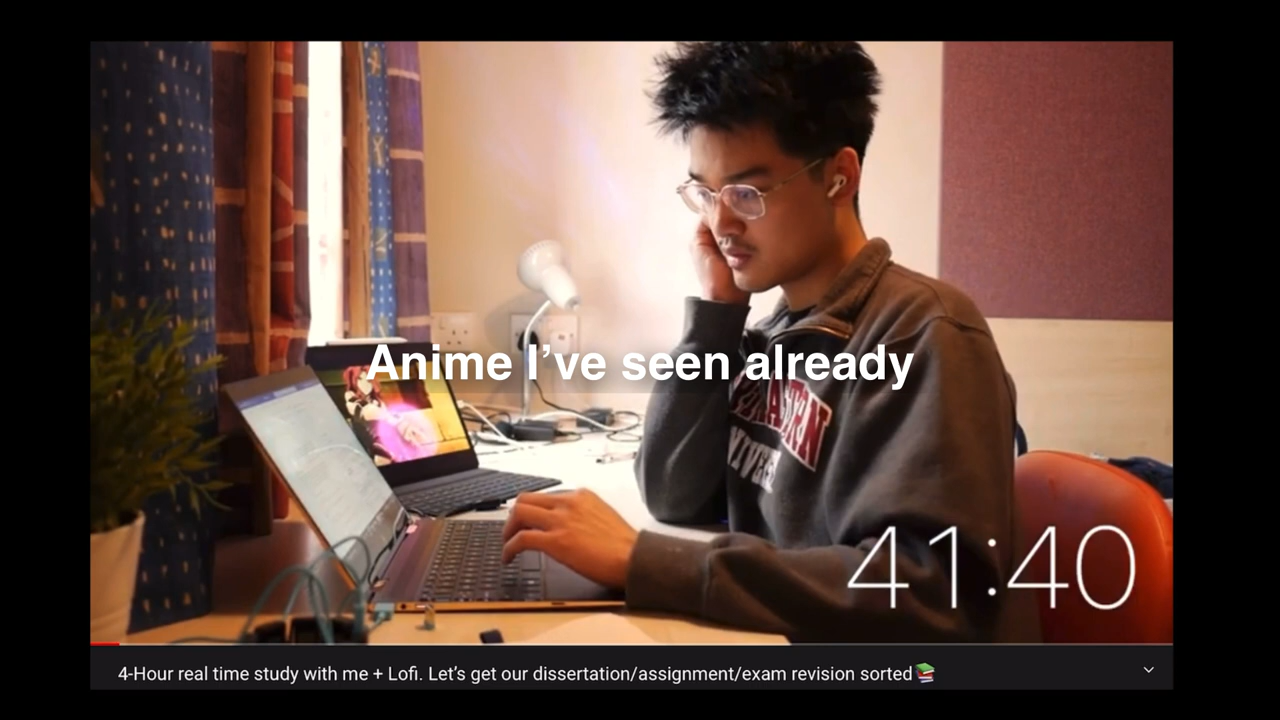 Anime I’ve seen already
41:40
4-Hour real time study with me + Lofi. Let’s get our dissertation/assignment/exam revision sorted📚